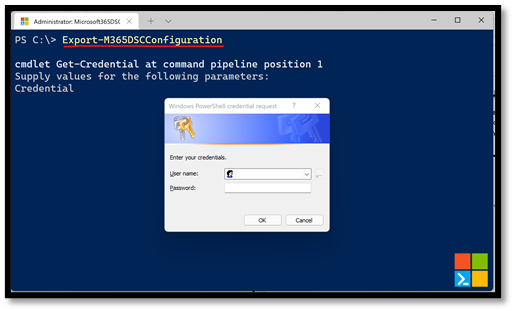 Administrator: Microsoft365DSC
PS C:\> Export-M365DSCConfiguration
cmdlet Get-Credential at command pipeline position 1
Supply values for the following parameters:
Credential
Windows PowerShell credential request
Enter your credentials.
User name:
Password:
OK Cancel